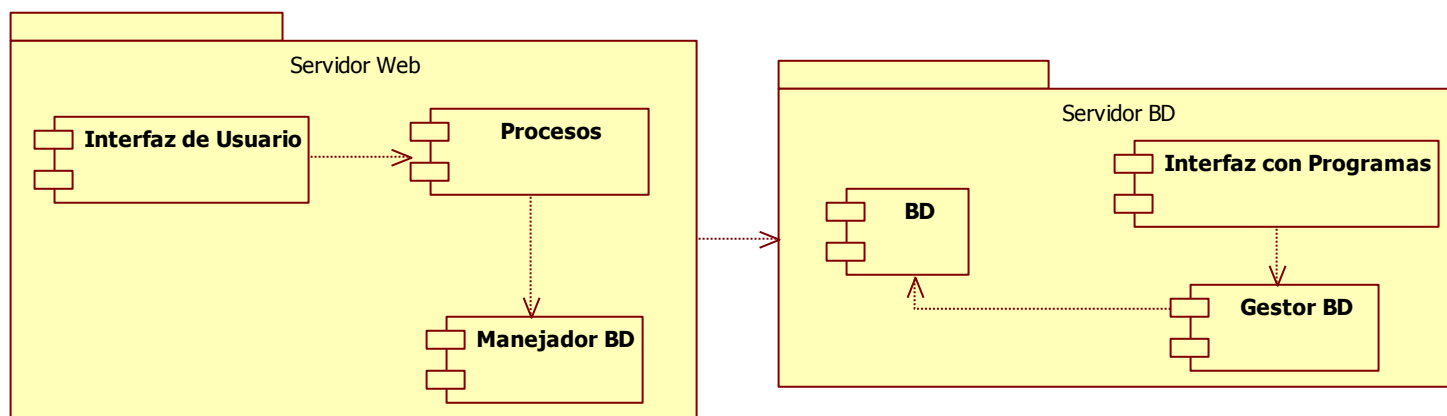 Servidor Web
Interfaz de Usuario
Procesos
Manejador BD
Servidor BD
Interfaz con Programas
BD
Gestor BD